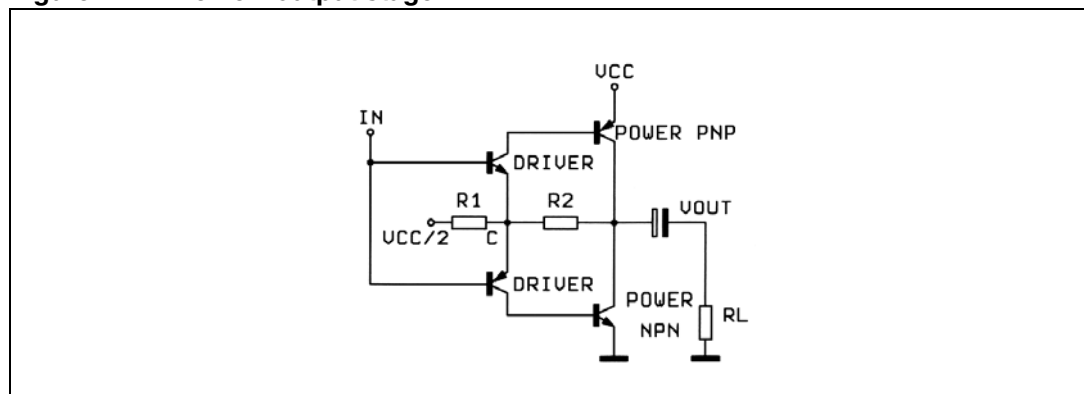 VCC
IN
POWER PNP
DRIVER
R1
R2
VOUT
VCC/2
C
DRIVER
POWER
NPN
RL